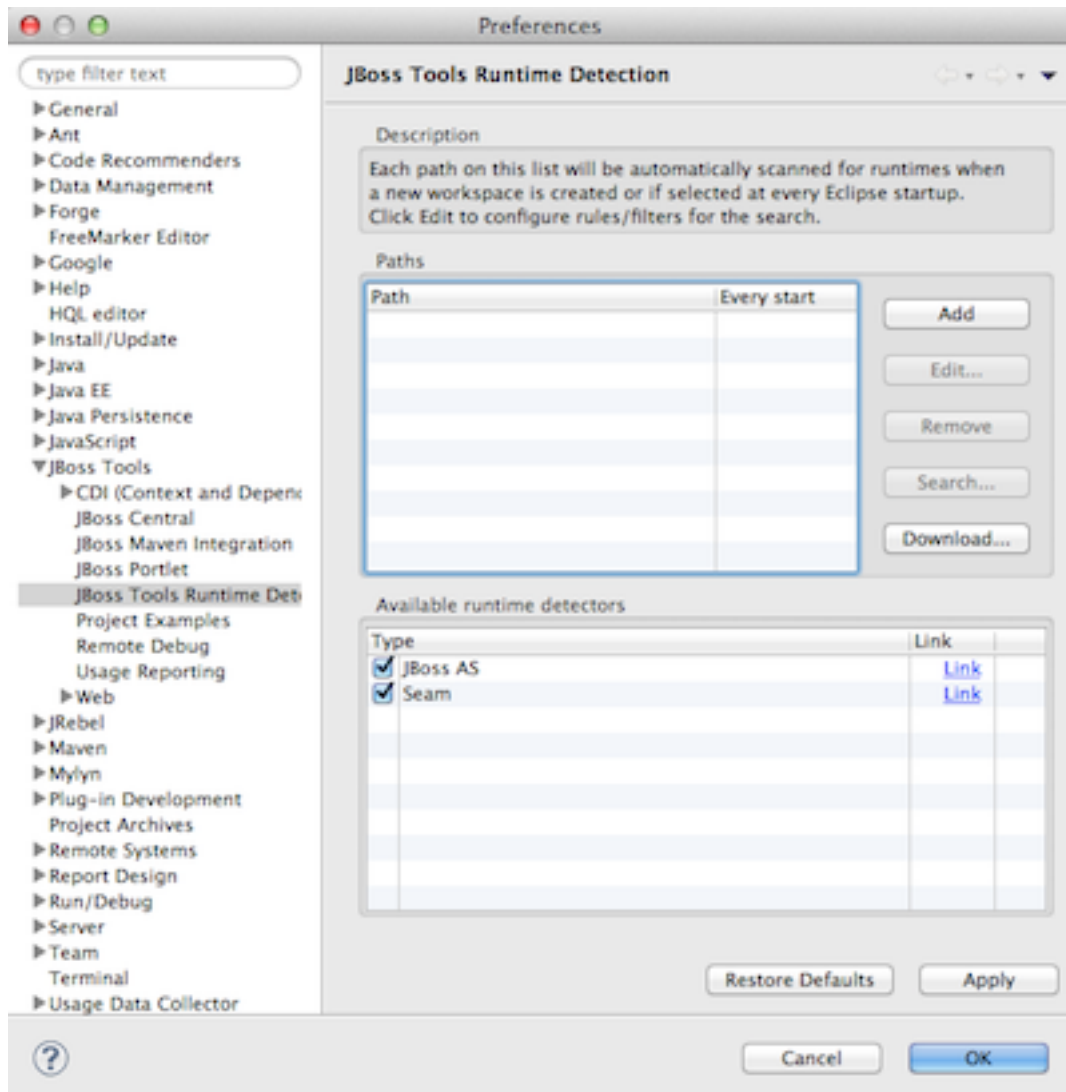 Preferences
type filter text
General
Ant
Code Recommenders
Data Management
Forge
FreeMarker Editor
Google
Help
HQL editor
Install/Update
Java
Java EE
Java Persistence
JavaScript
JBoss Tools
CDI (Context and Depend
JBoss Central
JBoss Maven Integration
JBoss Portlet
JBoss Tools Runtime Det
Project Examples
Remote Debug
Usage Reporting
Web
JRebel
Maven
Mylyn
Plug-in Development
Project Archives
Remote Systems
Report Design
Run/Debug
Server
Team
Terminal
Usage Data Collector
JBoss Tools Runtime Detection
Description
Each path on this list will be automatically scanned for runtimes when
a new workspace is created or if selected at every Eclipse startup.
Click Edit to configure rules/filters for the search.
Paths
Path Every start
Add
Edit...
Remove
Search...
Download...
Available runtime detectors
Type Link
JBoss AS Link
Seam Link
Restore Defaults Apply
? Cancel OK